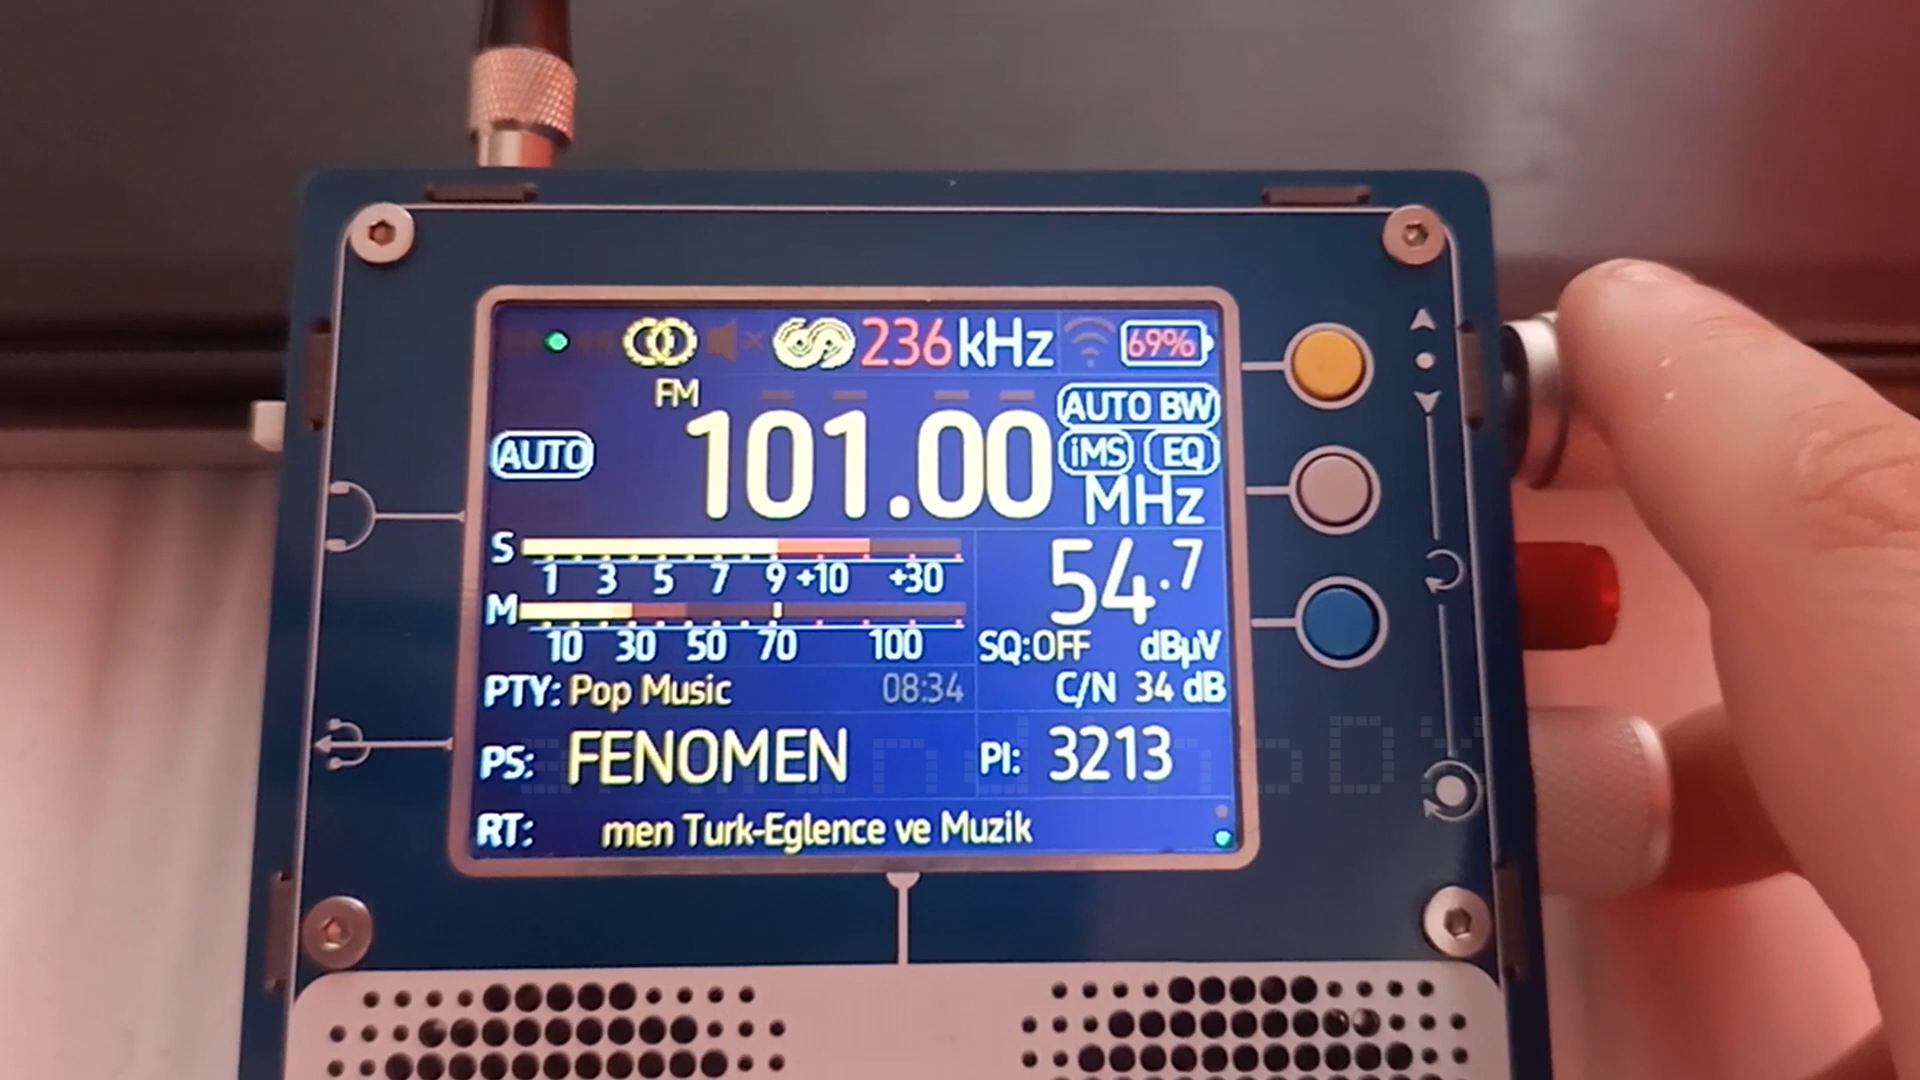 236 kHz 69%
FM
AUTO BW
AUTO 101.00 iMS EQ
MHz
S
1 3 5 7 9 +10 +30
54.7
M
10 30 50 70 100
SQ:OFF dBµV
PTY: Pop Music 08:34 C/N 34 dB
PS: FENOMEN PI: 3213
RT: men Turk-Eglence ve Muzik